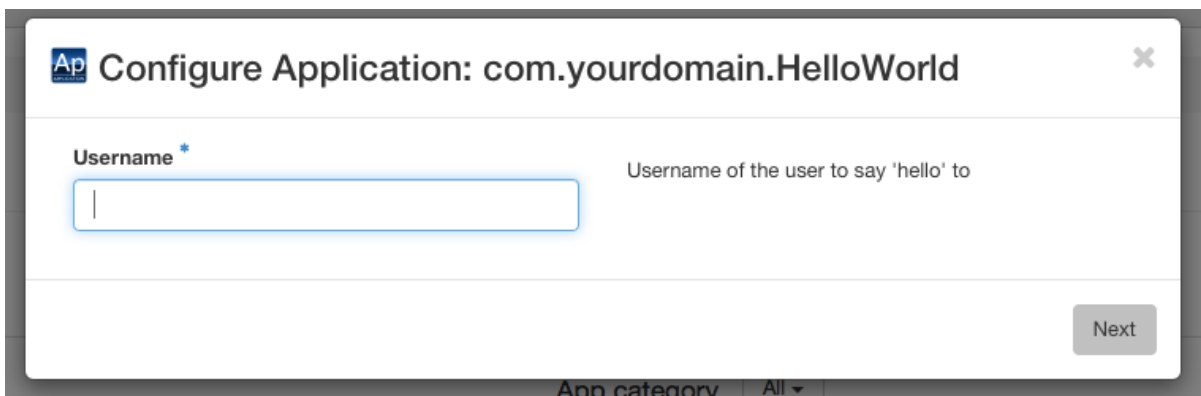 Ap
APPLICATION
Configure Application: com.yourdomain.HelloWorld
×
Username *
Username of the user to say 'hello' to
Next
App category All